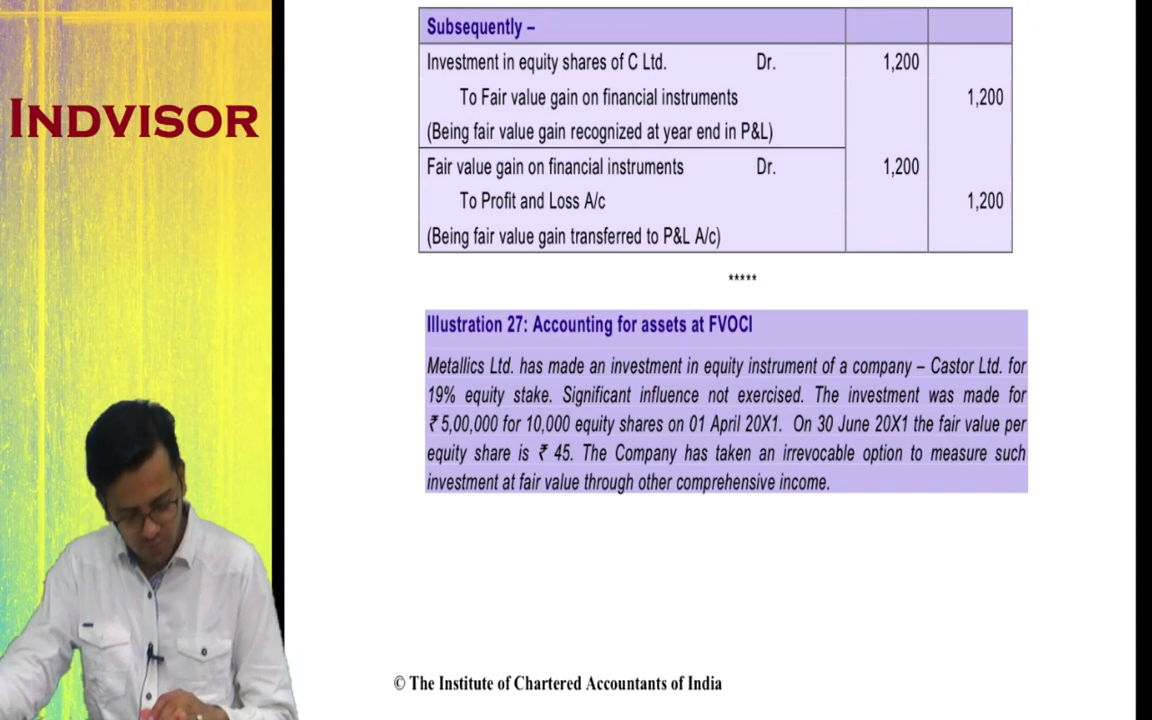 INDVISOR
Subsequently –
Investment in equity shares of C Ltd. Dr. 1,200
To Fair value gain on financial instruments 1,200
(Being fair value gain recognized at year end in P&L)
Fair value gain on financial instruments Dr. 1,200
To Profit and Loss A/c 1,200
(Being fair value gain transferred to P&L A/c)
*****
Illustration 27: Accounting for assets at FVOCI
Metallics Ltd. has made an investment in equity instrument of a company – Castor Ltd. for
19% equity stake. Significant influence not exercised. The investment was made for
₹ 5,00,000 for 10,000 equity shares on 01 April 20X1. On 30 June 20X1 the fair value per
equity share is ₹ 45. The Company has taken an irrevocable option to measure such
investment at fair value through other comprehensive income.
© The Institute of Chartered Accountants of India